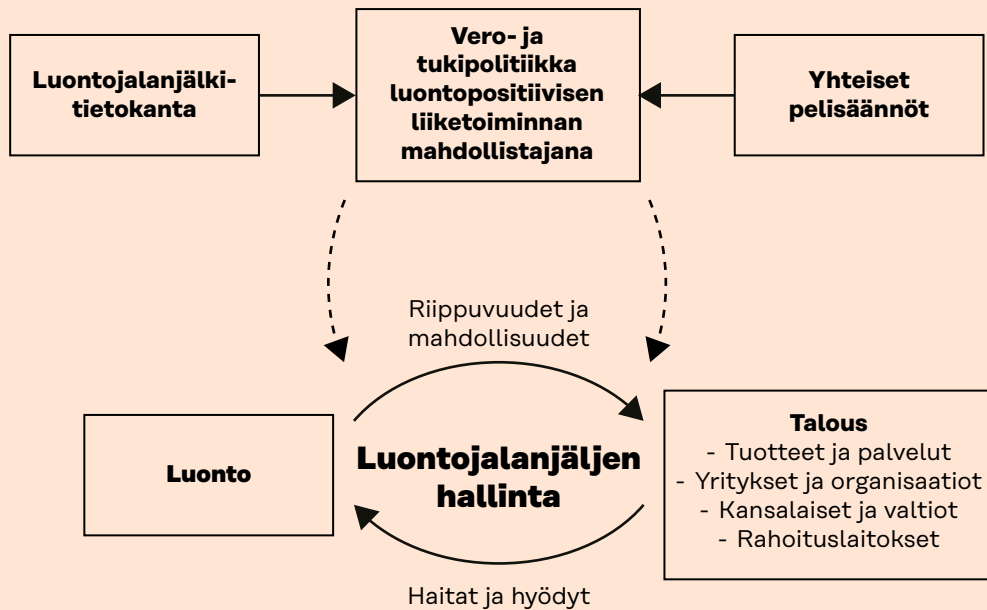 Luontojalanjälki-
tietokanta
Vero- ja
tukipolitiikka
luontopositiivisen
liiketoiminnan
mahdollistajana
Yhteiset
pelisäännöt
Riippuvuudet ja
mahdollisuudet
Luonto
Luontojalanjäljen
hallinta
Talous
- Tuotteet ja palvelut
- Yritykset ja organisaatiot
- Kansalaiset ja valtiot
- Rahoituslaitokset
Haitat ja hyödyt